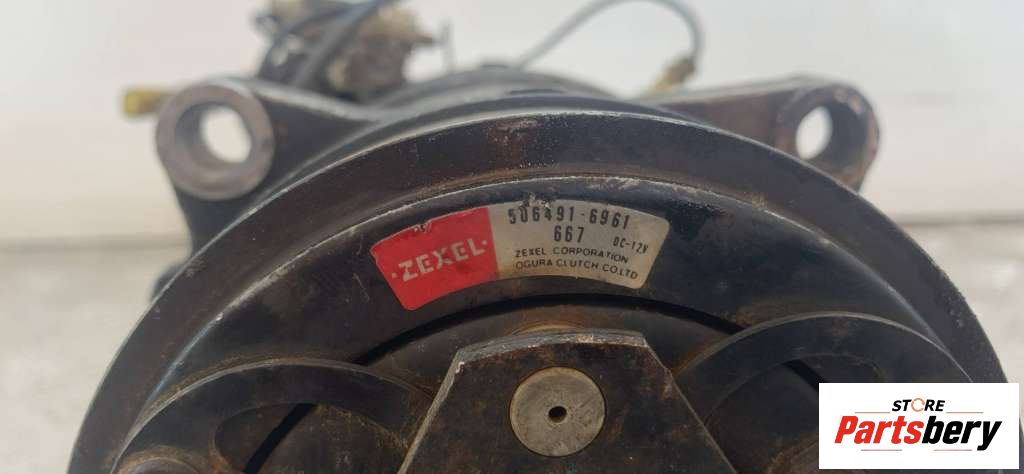 ZEXEL
506491-6961
667 DC-12V
ZEXEL CORPORATION
OGURA CLUTCH CO.LTD
STORE
Partsbery